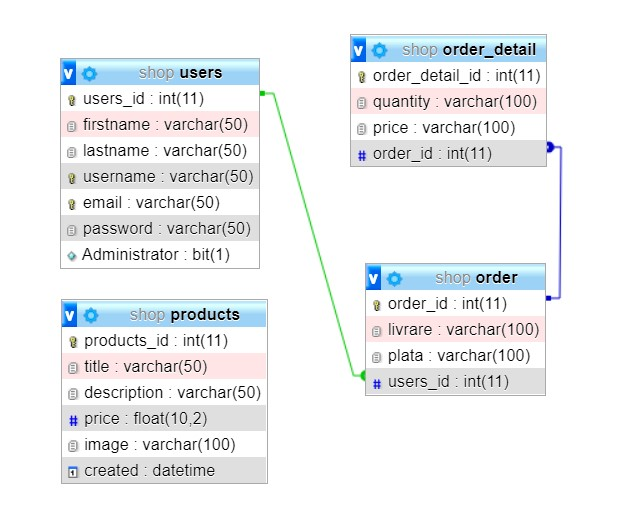 shop users
users_id : int(11)
firstname : varchar(50)
lastname : varchar(50)
username : varchar(50)
email : varchar(50)
password : varchar(50)
Administrator : bit(1)
shop order_detail
order_detail_id : int(11)
quantity : varchar(100)
price : varchar(100)
order_id : int(11)
shop products
products_id : int(11)
title : varchar(50)
description : varchar(50)
price : float(10,2)
image : varchar(100)
created : datetime
shop order
order_id : int(11)
livrare : varchar(100)
plata : varchar(100)
users_id : int(11)